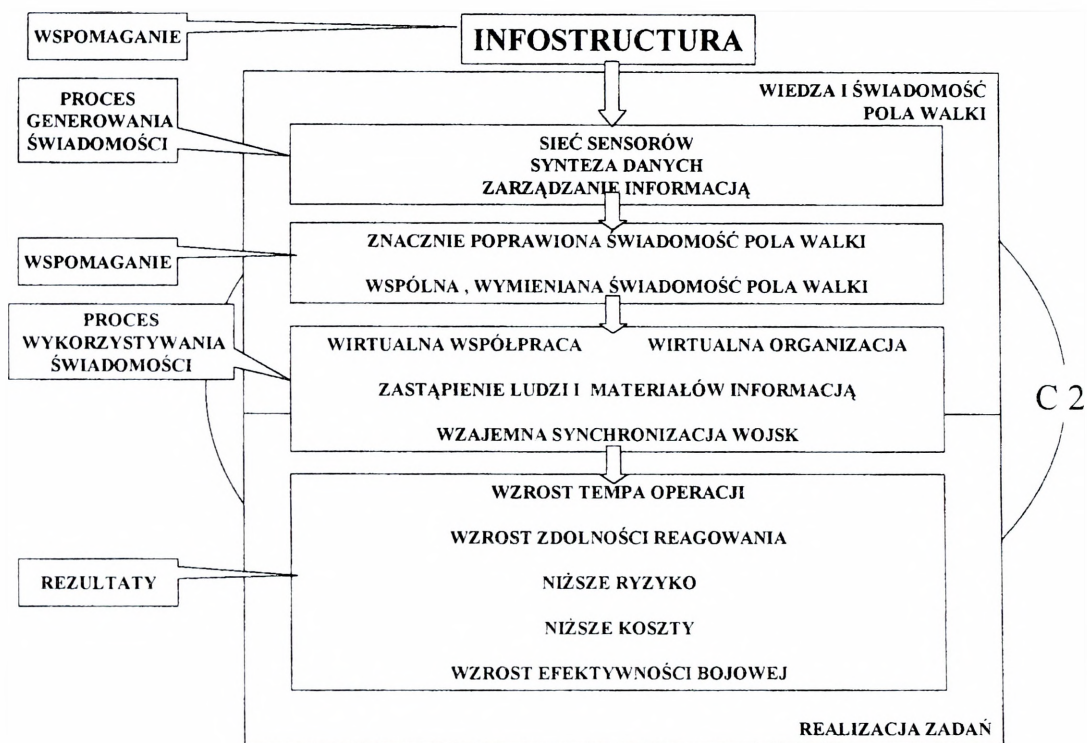 WSPOMAGANIE
INFOSTRUCTURA
WIEDZA I ŚWIADOMOŚĆ
POLA WALKI
PROCES
GENEROWANIA
ŚWIADOMOŚCI
SIEĆ SENSORÓW
SYNTEZA DANYCH
ZARZĄDZANIE INFORMACJĄ
WSPOMAGANIE
ZNACZNIE POPRAWIONA ŚWIADOMOŚĆ POLA WALKI
WSPÓLNA , WYMIENIANA ŚWIADOMOŚĆ POLA WALKI
PROCES
WYKORZYSTYWANIA
ŚWIADOMOŚCI
WIRTUALNA WSPÓŁPRACA WIRTUALNA ORGANIZACJA
ZASTĄPIENIE LUDZI I MATERIAŁÓW INFORMACJĄ
WZAJEMNA SYNCHRONIZACJA WOJSK
C 2
REZULTATY
WZROST TEMPA OPERACJI
WZROST ZDOLNOŚCI REAGOWANIA
NIŻSZE RYZYKO
NIŻSZE KOSZTY
WZROST EFEKTYWNOŚCI BOJOWEJ
REALIZACJA ZADAŃ